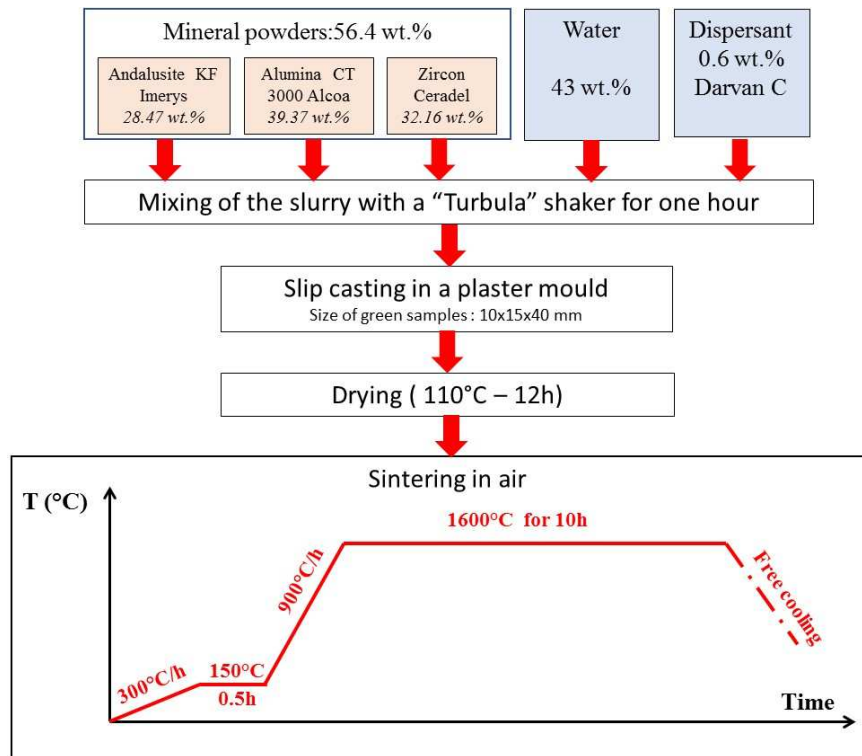 Mineral powders:56.4 wt.%
Andalusite KF
Imerys
28.47 wt.%
Alumina CT
3000 Alcoa
39.37 wt.%
Zircon
Ceradel
32.16 wt.%
Water
43 wt.%
Dispersant
0.6 wt.%
Darvan C
Mixing of the slurry with a “Turbula” shaker for one hour
Slip casting in a plaster mould
Size of green samples : 10x15x40 mm
Drying ( 110°C – 12h)
Sintering in air
T (°C)
300°C/h
150°C
0.5h
900°C/h
1600°C for 10h
Free cooling
Time